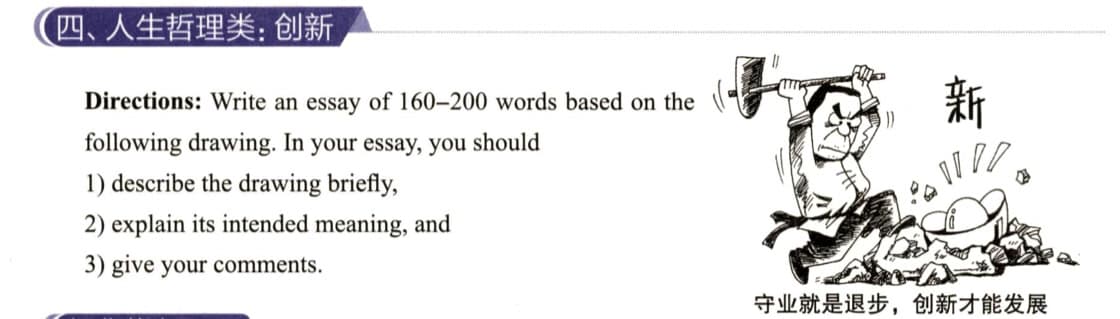 四、人生哲理类：创新
Directions: Write an essay of 160–200 words based on the
following drawing. In your essay, you should
1) describe the drawing briefly,
2) explain its intended meaning, and
3) give your comments.
新
守业就是退步，创新才能发展